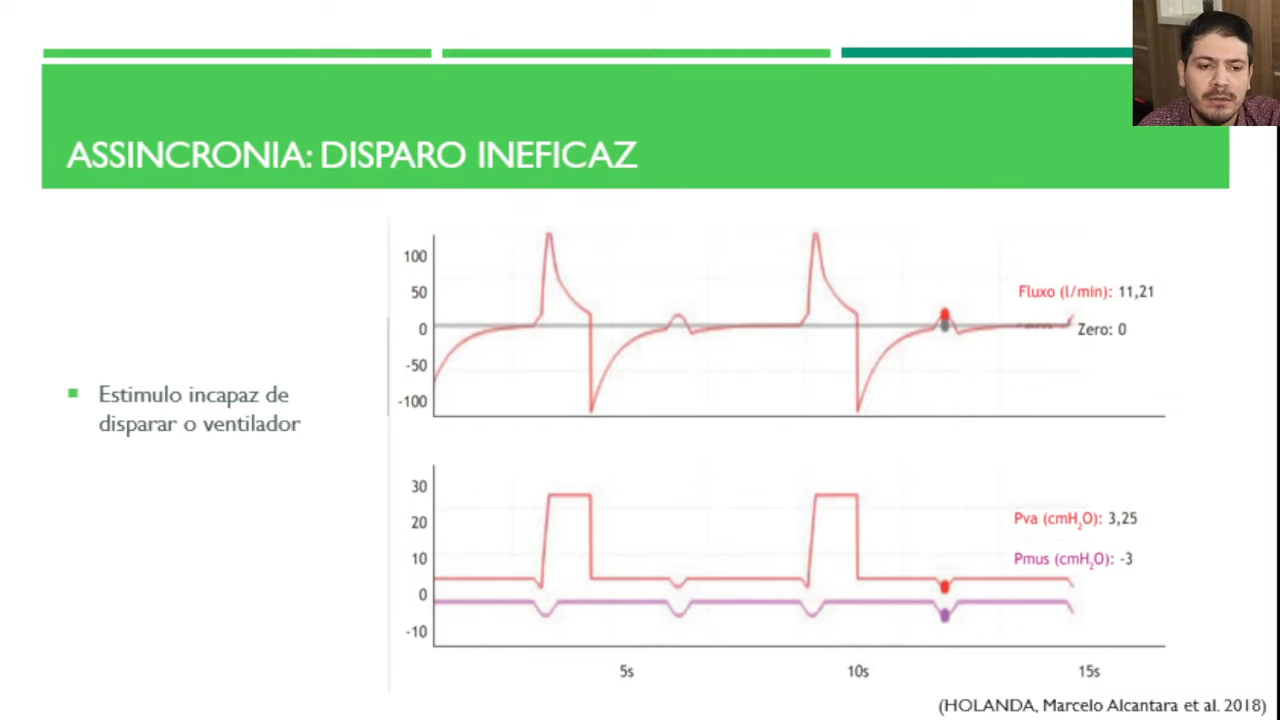 ASSINCRONIA: DISPARO INEFICAZ
Estimulo incapaz de
disparar o ventilador
100
50
0
-50
-100
Fluxo (l/min): 11,21
Zero: 0
30
20
10
0
-10
Pva (cmH₂O): 3,25
Pmus (cmH₂O): -3
5s
10s
15s
(HOLANDA, Marcelo Alcantara et al. 2018)